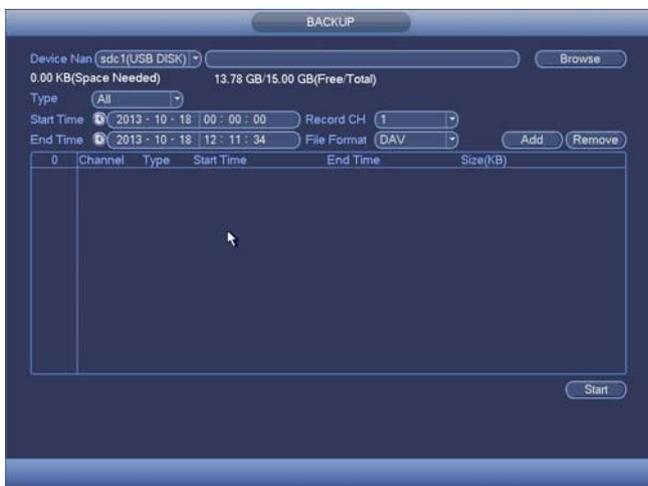 BACKUP
Device Nan sdc1(USB DISK) Browse
0.00 KB(Space Needed) 13.78 GB/15.00 GB(Free/Total)
Type All
Start Time 2013 - 10 - 18 00 : 00 : 00 Record CH 1
End Time 2013 - 10 - 18 12 : 11 : 34 File Format DAV Add Remove
0 Channel Type Start Time End Time Size(KB)
Start